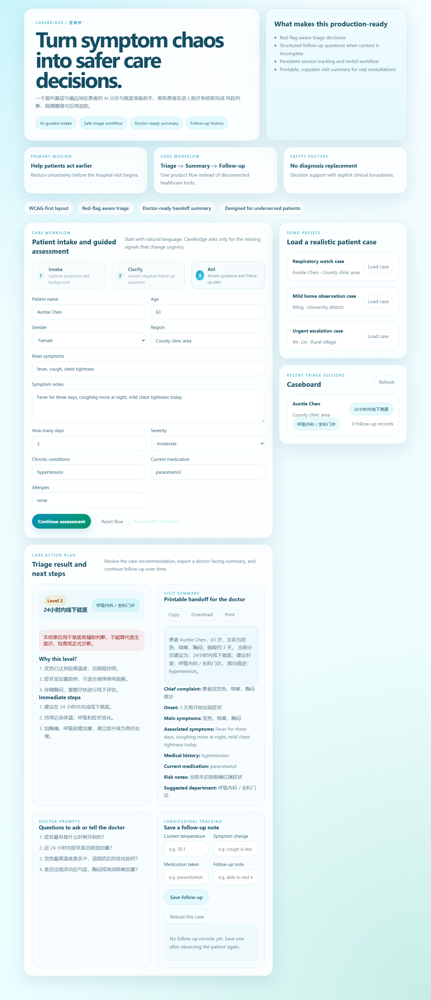 CAREBRIDGE / 医路桥
Turn symptom chaos
into safer care
decisions.
一个面向基层与偏远地区患者的 AI 分诊与就医准备助手，帮助患者在进入医疗系统前完成 风险判
断、病情整理与后续追踪。
AI-guided intake
Safe triage workflow
Doctor-ready summary
Follow-up history
What makes this production-ready
Red-flag aware triage decisions
Structured follow-up questions when context is
incomplete
Persistent session tracking and revisit workflow
Printable, copyable visit summary for real consultations
PRIMARY MISSION
Help patients act earlier
Reduce uncertainty before the hospital visit begins.
CORE WORKFLOW
Triage -> Summary -> Follow-up
One product flow instead of disconnected
healthcare tools.
SAFETY POSTURE
No diagnosis replacement
Decision support with explicit clinical boundaries.
WCAG-first layout
Red-flag aware triage
Doctor-ready handoff summary
Designed for underserved patients
CARE WORKFLOW
Patient intake and guided
assessment
Start with natural language. CareBridge asks only for the missing
signals that change urgency.
1
Intake
Capture symptoms and
background
2
Clarify
Answer targeted follow-up
questions
3
Act
Review guidance and follow-
up plan
Patient name
Auntie Chen
Age
63
Gender
Female
Region
County clinic area
Main symptoms
fever, cough, chest tightness
Symptom notes
Fever for three days, coughing more at night, mild chest tightness today.
How many days
3
Severity
moderate
Chronic conditions
hypertension
Current medication
paracetamol
Allergies
none
Continue assessment
Reset flow
Assessment complete.
DEMO PRESETS
Load a realistic patient case
Respiratory watch case
Auntie Chen · County clinic area
Load case
Mild home observation case
Ming · University district
Load case
Urgent escalation case
Mr. Lin · Rural village
Load case
RECENT TRIAGE SESSIONS
Caseboard
Refresh
Auntie Chen
County clinic area
呼吸内科 / 全科门诊
24小时内线下就医
0 follow-up records
CARE ACTION PLAN
Triage result and
next steps
Review the care recommendation, export a doctor-facing summary, and
continue follow-up over time.
Level 2
24小时内线下就医
呼吸内科 / 全科门诊
本结果仅用于就医前辅助判断，不能替代医生
面诊、检查或正式诊断。
Why this level?
1. 发热已达到较高温度，且病程持续。
2. 症状呈加重趋势，不适合继续单纯观察。
3. 伴随胸闷，需要尽快进行线下评估。
Immediate steps
1. 建议在 24 小时内完成线下就医。
2. 持续记录体温、呼吸和症状变化。
3. 如胸痛、呼吸困难加重，请立即升级为急诊处
理。
VISIT SUMMARY
Printable handoff for the doctor
Copy
Download
Print
患者 Auntie Chen，63 岁，主诉为发
热、咳嗽、胸闷，病程约 3 天。 当前分
诊建议为：24小时内线下就医；建议科
室：呼吸内科 / 全科门诊。 既往病史：
hypertension。
Chief complaint: 患者因发热、咳嗽、胸闷
就诊
Onset: 3 天前开始出现症状
Main symptoms: 发热、咳嗽、胸闷
Associated symptoms: Fever for three
days, coughing more at night, mild chest
tightness today.
Medical history: hypertension
Current medication: paracetamol
Risk notes: 当前未识别明确红旗症状
Suggested department: 呼吸内科 / 全科门
诊
DOCTOR PROMPTS
Questions to ask or tell the doctor
1. 症状最早是什么时候开始的？
2. 近 24 小时内症状是否明显加重？
3. 发热最高温度是多少，退烧药后的变化如何？
4. 是否出现活动后气促、胸闷或夜间咳嗽加重？
LONGITUDINAL TRACKING
Save a follow-up note
Current temperature
e.g. 38.1
Symptom change
e.g. cough is less
Medication taken
e.g. paracetamol
Follow-up note
e.g. able to rest to
Save follow-up
Reload this case
No follow-up records yet. Save one
after observing the patient again.